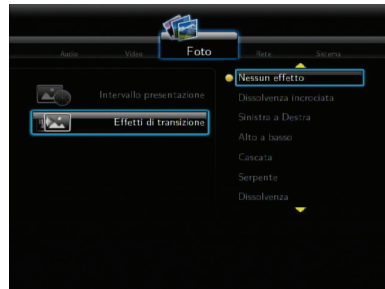 Audio Video Foto Rete Sistema
Nessun effetto
Intervallo presentazione Dissolvenza incrociata
Effetti di transizione Sinistra a Destra
Alto a basso
Cascata
Serpente
Dissolvenza